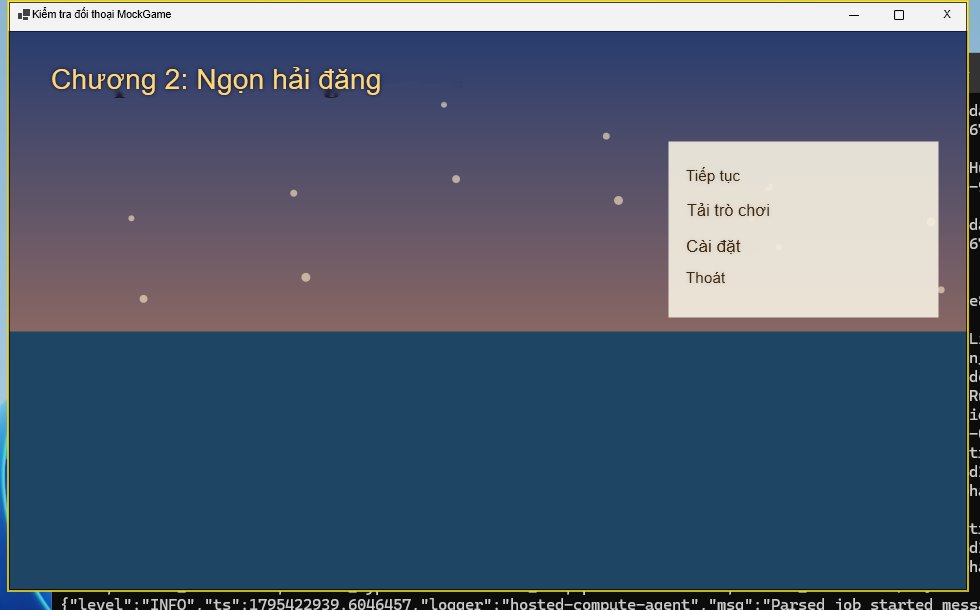 Kiểm tra đối thoại MockGame
Chương 2: Ngọn hải đăng
Tiếp tục
Tải trò chơi
Cài đặt
Thoát
{"level":"INFO","ts":1795422939.6046457,"logger":"hosted-compute-agent","msg":"Parsed job started mes